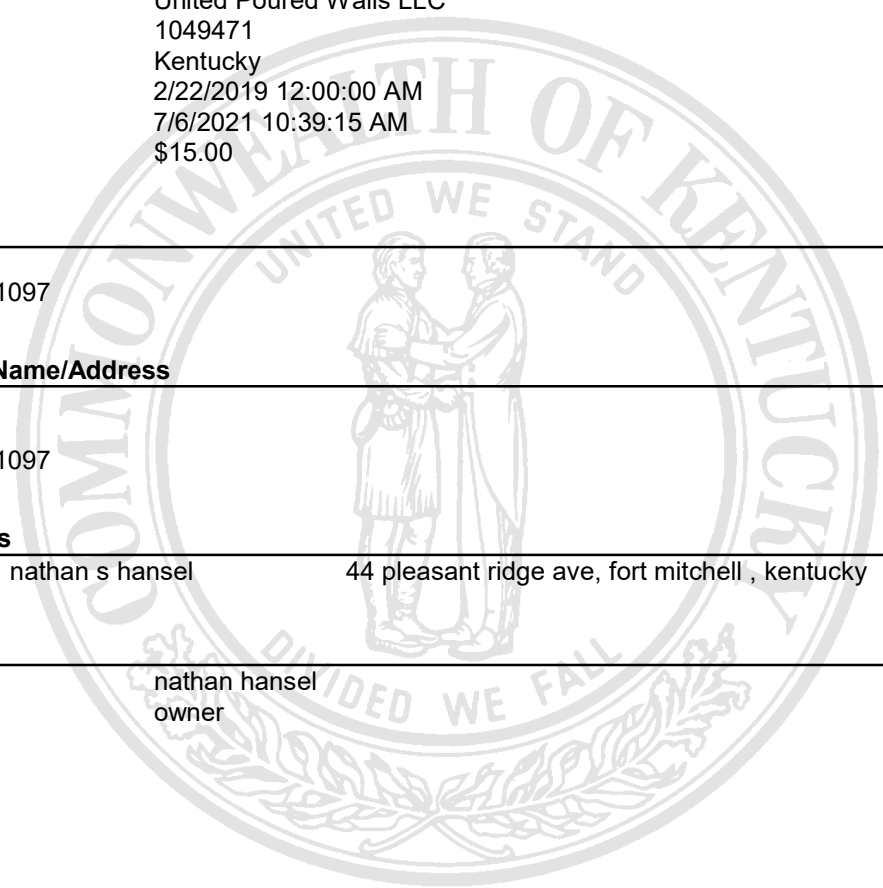 United Poured Walls LLC
1049471
Kentucky
2/22/2019 12:00:00 AM
7/6/2021 10:39:15 AM
$15.00
1097
Name/Address
1097
s
nathan s hansel 44 pleasant ridge ave, fort mitchell , kentucky
nathan hansel
owner
COMMONWEALTH OF KENTUCKY
UNITED WE STAND
DIVIDED WE FALL